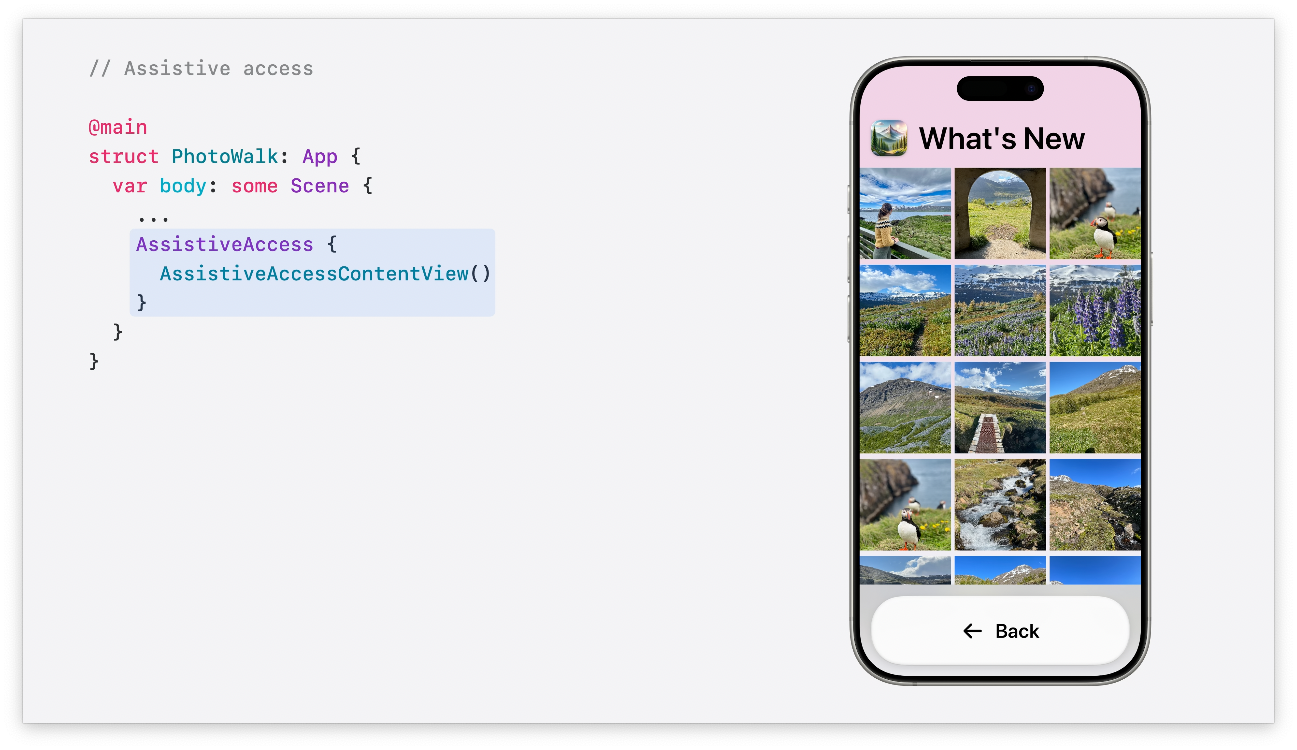 // Assistive access
@main
struct PhotoWalk: App {
var body: some Scene {
...
AssistiveAccess {
AssistiveAccessContentView()
}
}
}
What's New
← Back